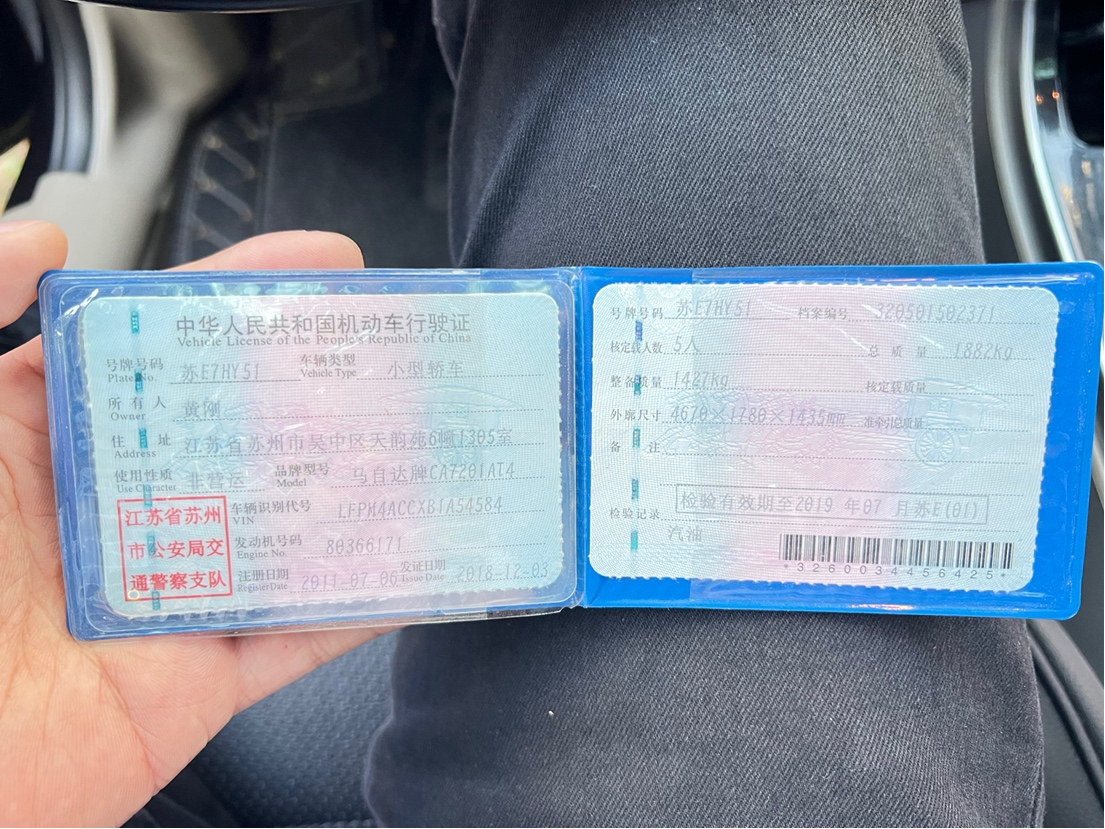 中华人民共和国机动车行驶证
Vehicle License of the People's Republic of China
号牌号码 苏E7HY51 车辆类型 小型轿车
Plate No. Vehicle Type
所有人 黄刚
Owner
住址 江苏省苏州市吴中区天韵苑6幢1305室
Address
使用性质 非营运 品牌型号 马自达牌CA7201AT4
Use Character Model
江苏省苏州
市公安局交
通警察支队
车辆识别代号 LFPM4ACCXB1A54584
VIN
发动机号码 80366171
Engine No.
注册日期 2011-07-06 发证日期 2018-12-03
Register Date Issue Date
号牌号码 苏E7HY51 档案编号 320501502371
核定载人数 5人 总质量 1882kg
整备质量 1427kg 核定载质量
外廓尺寸 4670×1780×1435mm 准牵引总质量
备注
检验有效期至2019 年07 月苏E(01)
检验记录
汽油
*3260034456425*